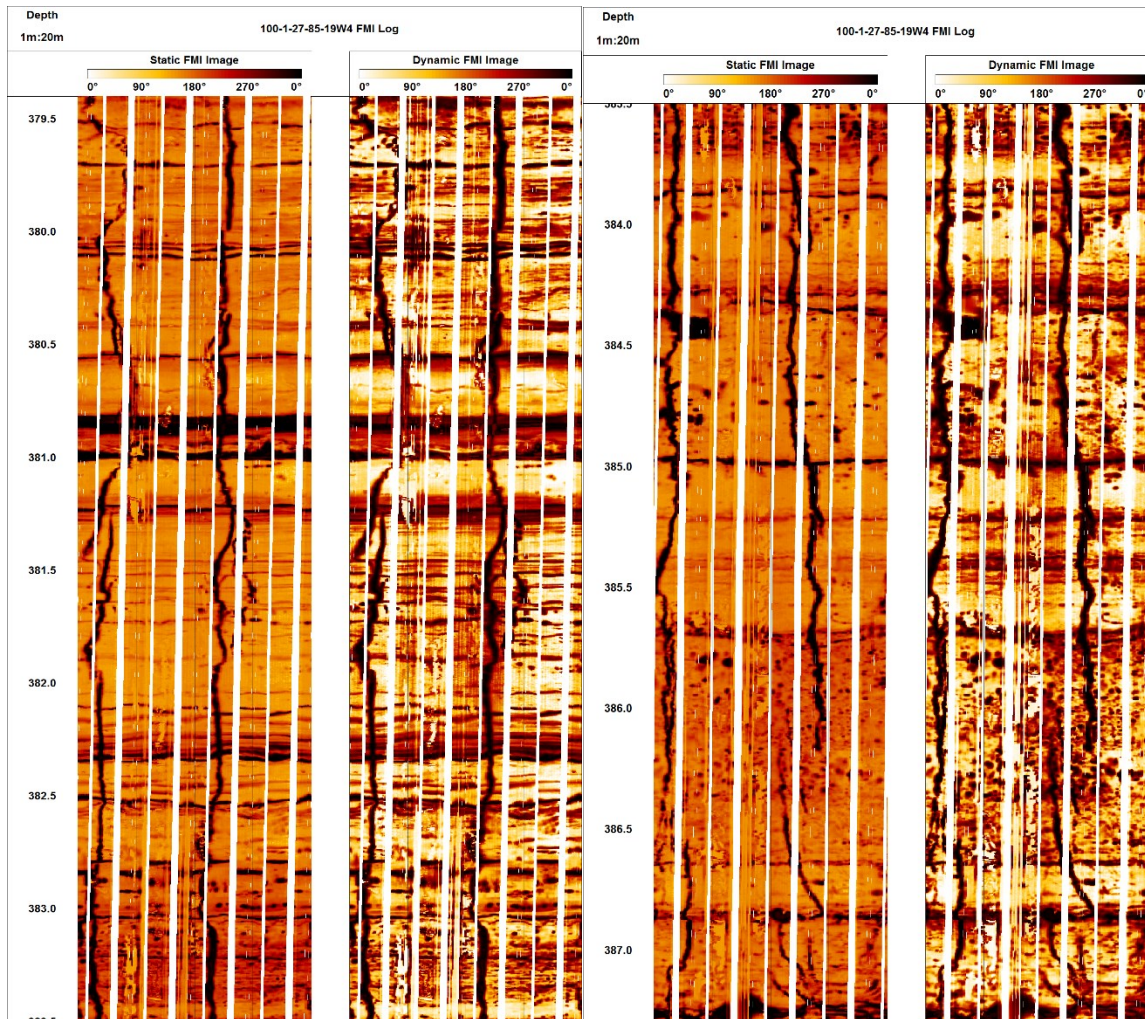 Depth
1m:20m
100-1-27-85-19W4 FMI Log
Static FMI Image
0° 90° 180° 270° 0°
Dynamic FMI Image
0° 90° 180° 270° 0°
379.5
380.0
380.5
381.0
381.5
382.0
382.5
383.0
Depth
1m:20m
100-1-27-85-19W4 FMI Log
Static FMI Image
0° 90° 180° 270° 0°
Dynamic FMI Image
0° 90° 180° 270° 0°
384.0
384.5
385.0
385.5
386.0
386.5
387.0